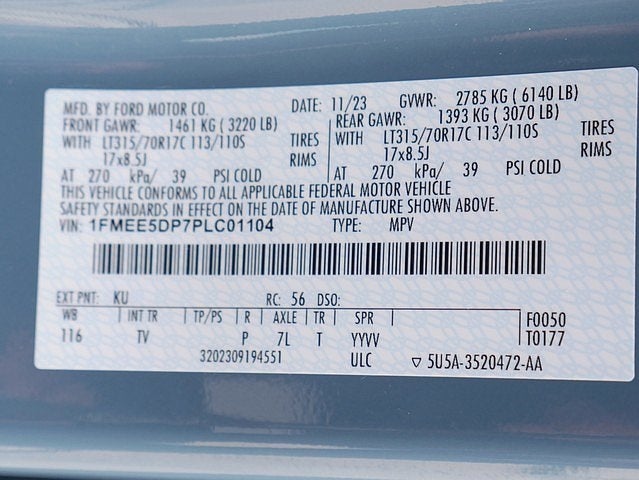 MFD. BY FORD MOTOR CO. DATE: 11/23 GVWR: 2785 KG ( 6140 LB)
FRONT GAWR: 1461 KG ( 3220 LB) REAR GAWR: 1393 KG ( 3070 LB)
WITH LT315/70R17C 113/110S TIRES WITH LT315/70R17C 113/110S TIRES
17x8.5J RIMS 17x8.5J RIMS
AT 270 kPa/ 39 PSI COLD AT 270 kPa/ 39 PSI COLD
THIS VEHICLE CONFORMS TO ALL APPLICABLE FEDERAL MOTOR VEHICLE
SAFETY STANDARDS IN EFFECT ON THE DATE OF MANUFACTURE SHOWN ABOVE.
VIN: 1FMEE5DP7PLC01104 TYPE: MPV
EXT PNT: KU RC: 56 DSO:
WB INT TR TP/PS R AXLE TR SPR F0050
116 TV P 7L T YYVV T0177
3202309194551 ULC 5U5A-3520472-AA